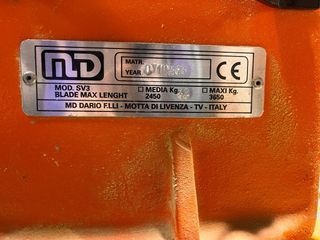 MD
MATR.
YEAR
CE
MOD. SV3
MEDIA Kg.
MAXI Kg.
BLADE MAX LENGHT
2450
3650
MD DARIO F.LLI - MOTTA DI LIVENZA - TV - ITALY